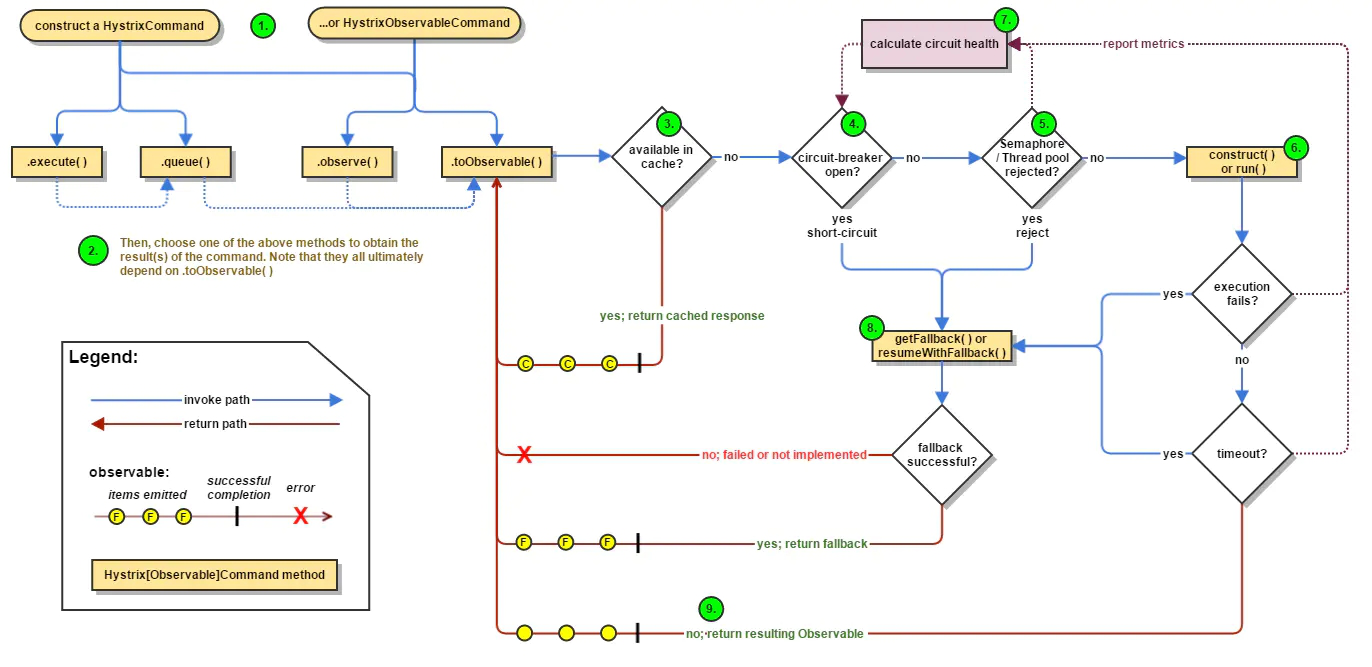 construct a HystrixCommand
1.
...or HystrixObservableCommand
7.
calculate circuit health
report metrics
.execute( )
.queue( )
.observe( )
.toObservable( )
3.
available in
cache?
no
4.
circuit-breaker
open?
no
5.
Semaphore
/ Thread pool
rejected?
no
6.
construct( )
or run( )
yes
short-circuit
yes
reject
2.
Then, choose one of the above methods to obtain the
result(s) of the command. Note that they all ultimately
depend on .toObservable( )
execution
fails?
yes
no
yes; return cached response
C C C
8.
getFallback( ) or
resumeWithFallback( )
Legend:
invoke path
return path
observable:
items emitted
successful
completion
error
F F F
X
Hystrix[Observable]Command method
X
no; failed or not implemented
fallback
successful?
yes
timeout?
F F F
yes; return fallback
9.
no; return resulting Observable